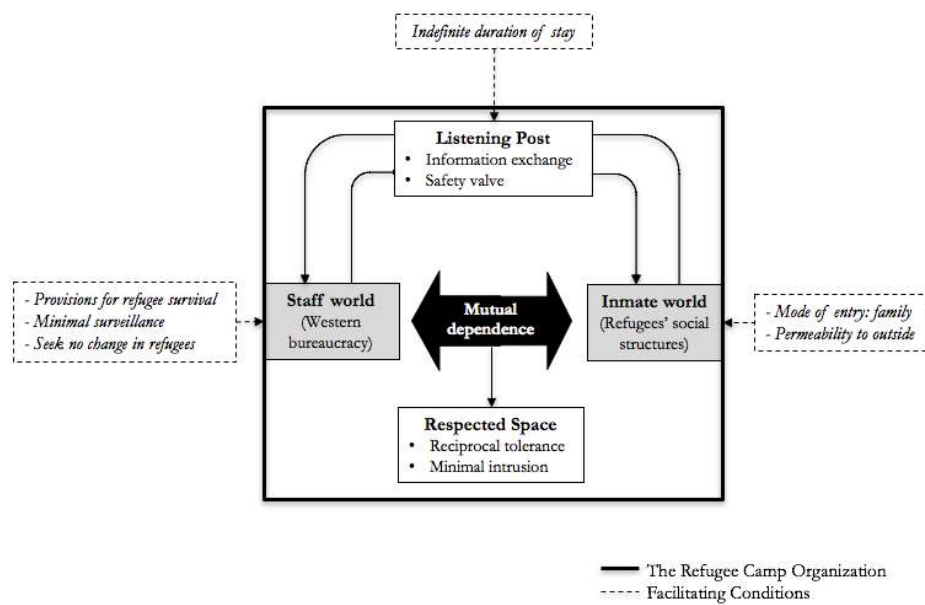 Indefinite duration of stay
Listening Post
• Information exchange
• Safety valve
- Provisions for refugee survival
- Minimal surveillance
- Seek no change in refugees
Staff world
(Western
bureaucracy)
Mutual
dependence
Inmate world
(Refugees' social
structures)
- Mode of entry: family
- Permeability to outside
Respected Space
• Reciprocal tolerance
• Minimal intrusion
The Refugee Camp Organization
Facilitating Conditions